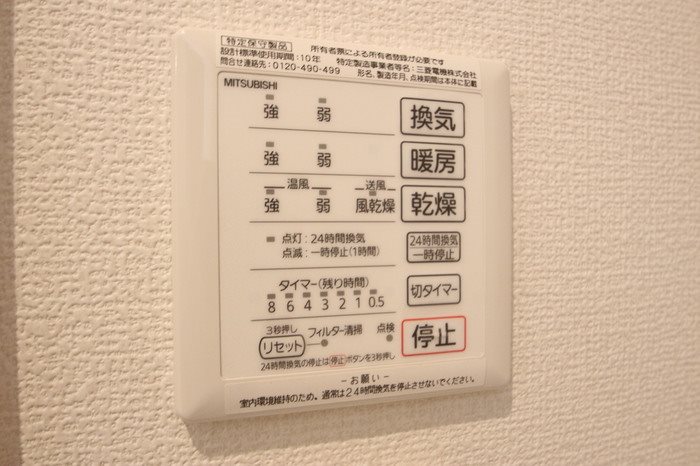 特定保守製品 所有者票による所有者登録が必要です
設計標準使用期間:10年 特定製造事業者等名:三菱電機株式会社
問合せ連絡先:0120-490-499 形名、製造年月、点検期間は本体に記載
MITSUBISHI
強 弱 換気
強 弱 暖房
温風 送風
強 弱 風乾燥 乾燥
点灯:24時間換気
点滅:一時停止(1時間)
24時間換気
一時停止
タイマー(残り時間)
8 6 4 3 2 1 0.5
切タイマー
3秒押し フィルター清掃 点検
リセット 停止
24時間換気の停止は停止ボタンを3秒押し
-お願い-
室内環境維持のため。通常は24時間換気を停止させないでください。